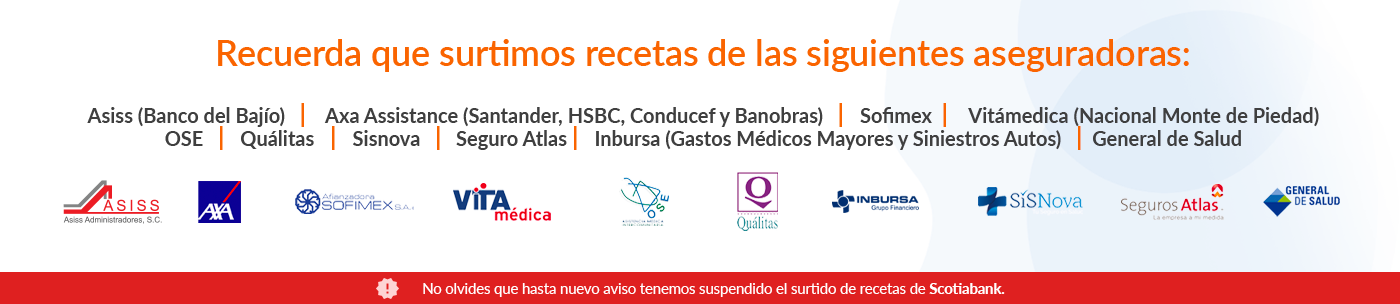 Recuerda que surtimos recetas de las siguientes aseguradoras:
Asiss (Banco del Bajío) | Axa Assistance (Santander, HSBC, Conducef y Banobras) | Sofimex | Vitámedica (Nacional Monte de Piedad)
OSE | Quálitas | Sisnova | Seguro Atlas | Inbursa (Gastos Médicos Mayores y Siniestros Autos) | General de Salud
ASISS
Asiss Administradores, S.C.
AXA
Afianzadora
SOFIMEX S.A.
VITA
médica
OSE
Q
Quálitas
INBURSA
Grupo Financiero
SiSNova
Seguros Atlas
La empresa a mi medida
GENERAL
DE SALUD
No olvides que hasta nuevo aviso tenemos suspendido el surtido de recetas de Scotiabank.